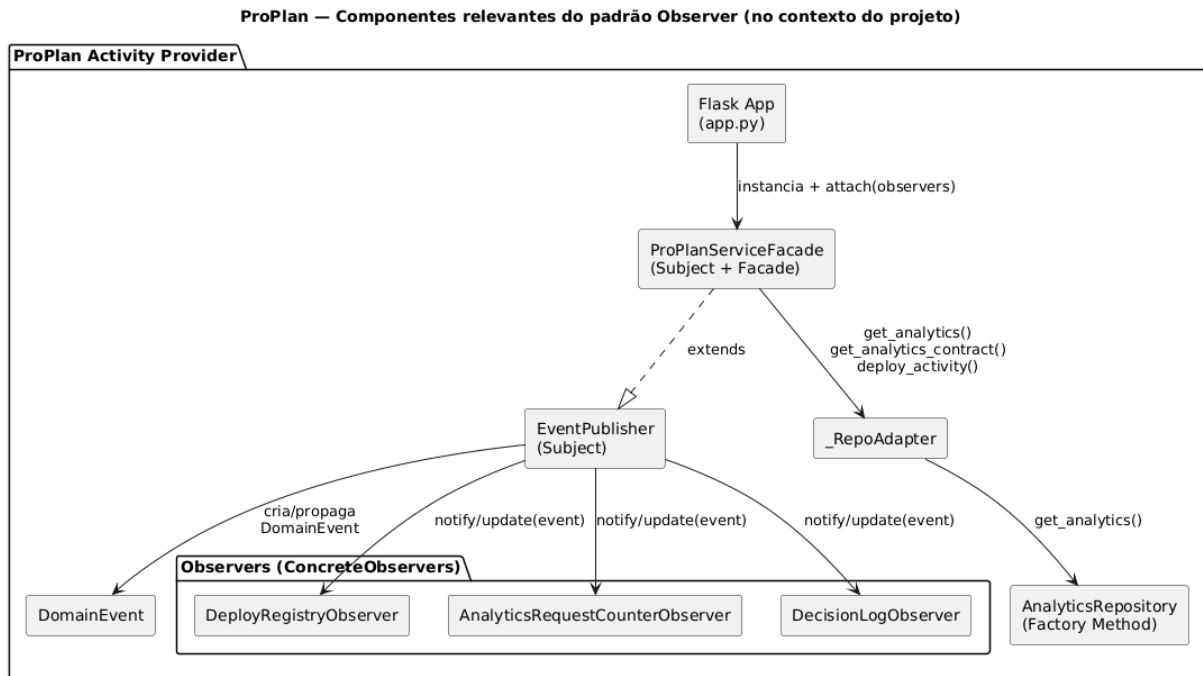 ProPlan — Componentes relevantes do padrão Observer (no contexto do projeto)
ProPlan Activity Provider
Flask App
(app.py)
instancia + attach(observers)
ProPlanServiceFacade
(Subject + Facade)
extends
get_analytics()
get_analytics_contract()
deploy_activity()
EventPublisher
(Subject)
_RepoAdapter
cria/propaga
DomainEvent
notify/update(event)
notify/update(event)
notify/update(event)
get_analytics()
Observers (ConcreteObservers)
DomainEvent
DeployRegistryObserver
AnalyticsRequestCounterObserver
DecisionLogObserver
AnalyticsRepository
(Factory Method)